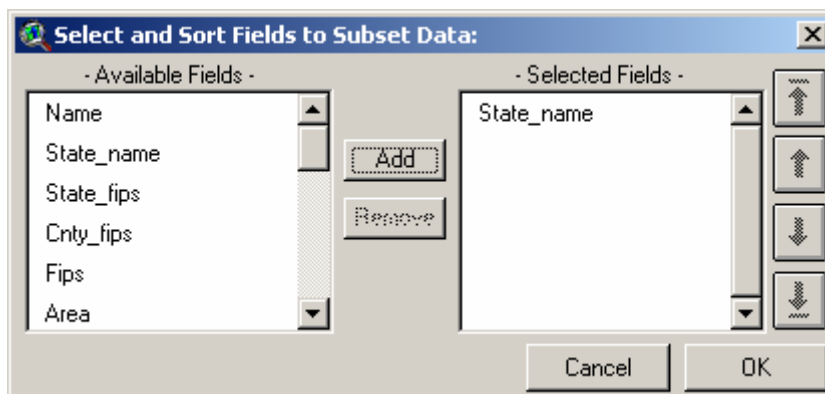 Select and Sort Fields to Subset Data:
- Available Fields -
Name
State_name
State_fips
Cnty_fips
Fips
Area
Add
Remove
- Selected Fields -
State_name
Cancel
OK